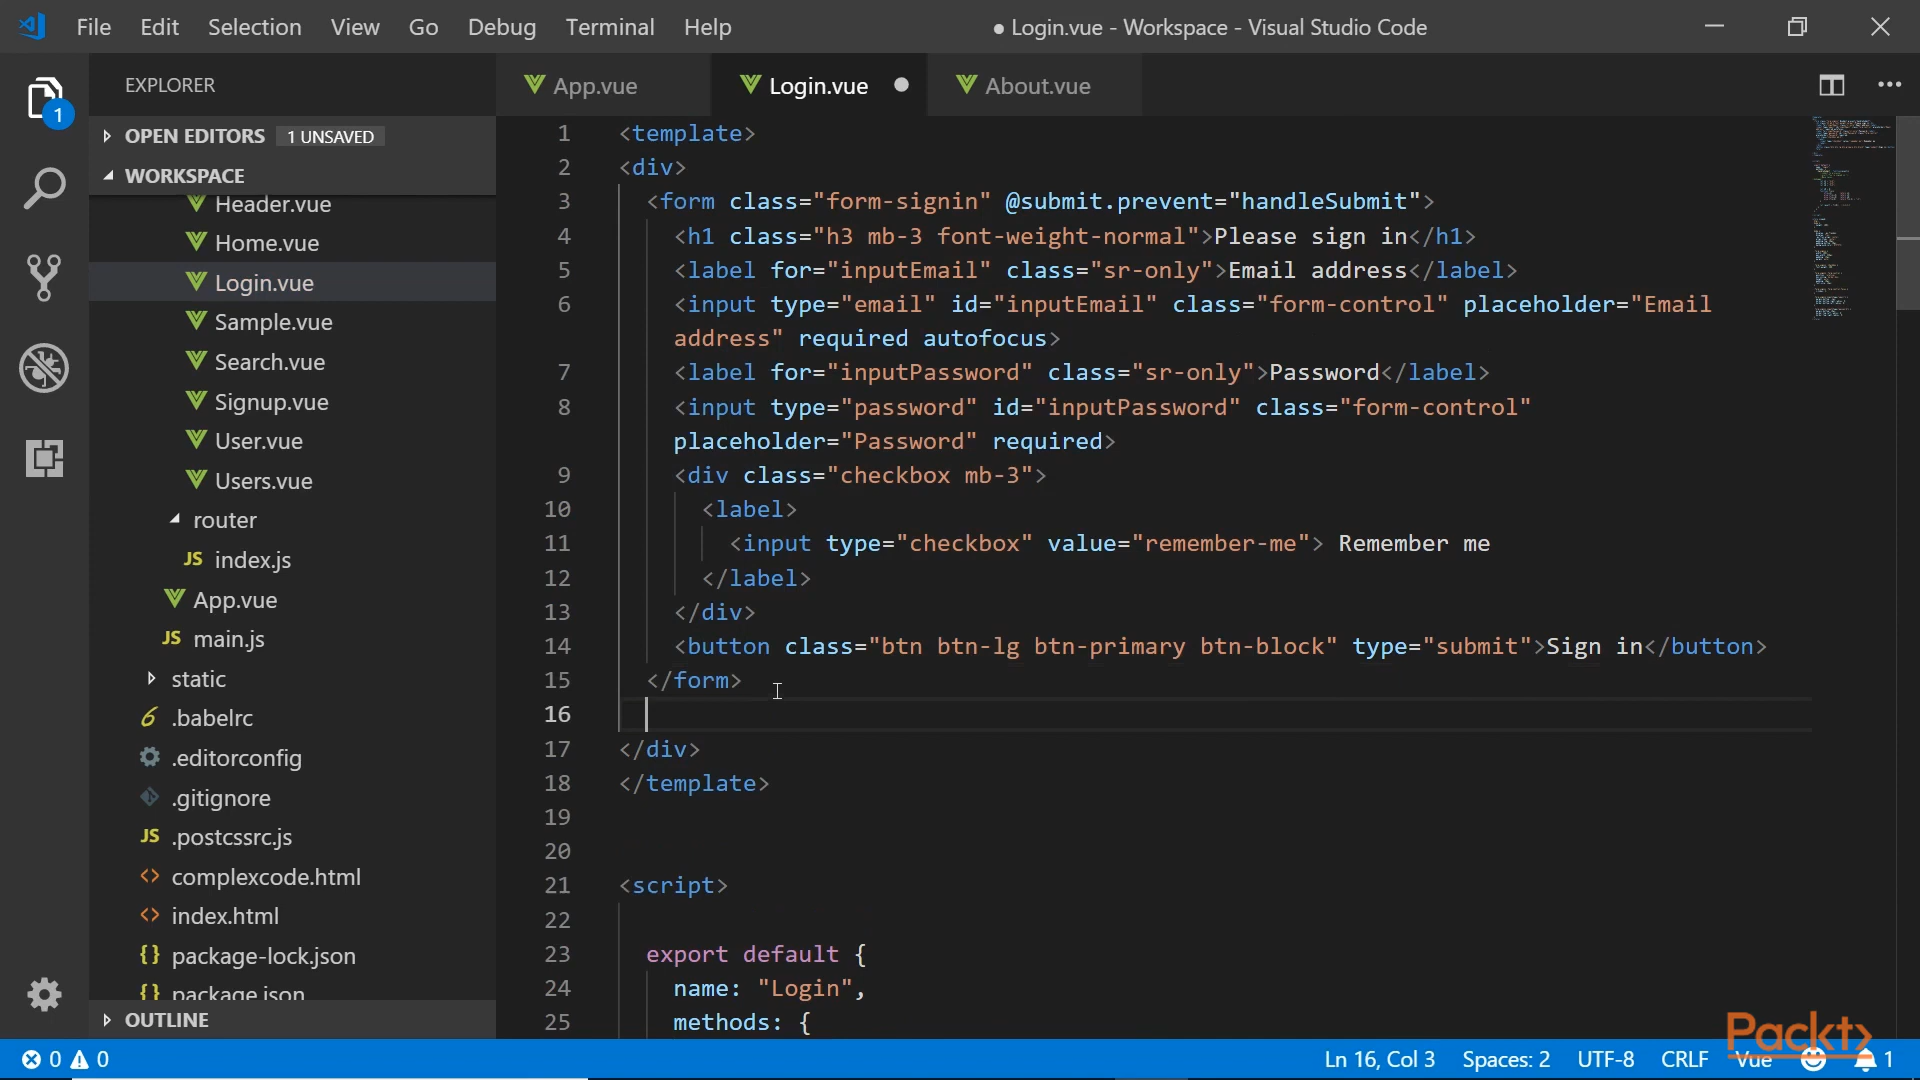 File Edit Selection View Go Debug Terminal Help
● Login.vue - Workspace - Visual Studio Code
1
EXPLORER
OPEN EDITORS 1 UNSAVED
WORKSPACE
Header.vue
Home.vue
Login.vue
Sample.vue
Search.vue
Signup.vue
User.vue
Users.vue
router
JS index.js
App.vue
JS main.js
static
.babelrc
.editorconfig
.gitignore
JS .postcssrc.js
<> complexcode.html
<> index.html
{} package-lock.json
{} package.json
OUTLINE
App.vue
Login.vue ●
About.vue
1 <template>
2 <div>
3 <form class="form-signin" @submit.prevent="handleSubmit">
4 <h1 class="h3 mb-3 font-weight-normal">Please sign in</h1>
5 <label for="inputEmail" class="sr-only">Email address</label>
6 <input type="email" id="inputEmail" class="form-control" placeholder="Email
address" required autofocus>
7 <label for="inputPassword" class="sr-only">Password</label>
8 <input type="password" id="inputPassword" class="form-control"
placeholder="Password" required>
9 <div class="checkbox mb-3">
10 <label>
11 <input type="checkbox" value="remember-me"> Remember me
12 </label>
13 </div>
14 <button class="btn btn-lg btn-primary btn-block" type="submit">Sign in</button>
15 </form>
16
17 </div>
18 </template>
19
20
21 <script>
22
23 export default {
24 name: "Login",
25 methods: {
Packt>
0 0
Ln 16, Col 3 Spaces: 2 UTF-8 CRLF Vue 1